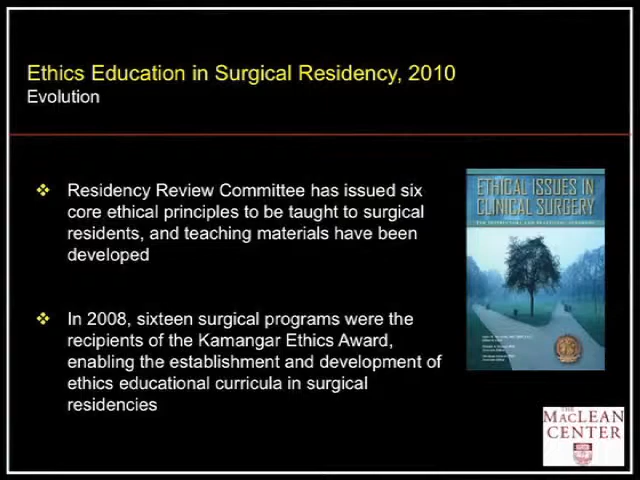 Ethics Education in Surgical Residency, 2010
Evolution
Residency Review Committee has issued six
core ethical principles to be taught to surgical
residents, and teaching materials have been
developed
In 2008, sixteen surgical programs were the
recipients of the Kamangar Ethics Award,
enabling the establishment and development of
ethics educational curricula in surgical
residencies
ETHICAL ISSUES IN
CLINICAL SURGERY
THE
MACLEAN
CENTER